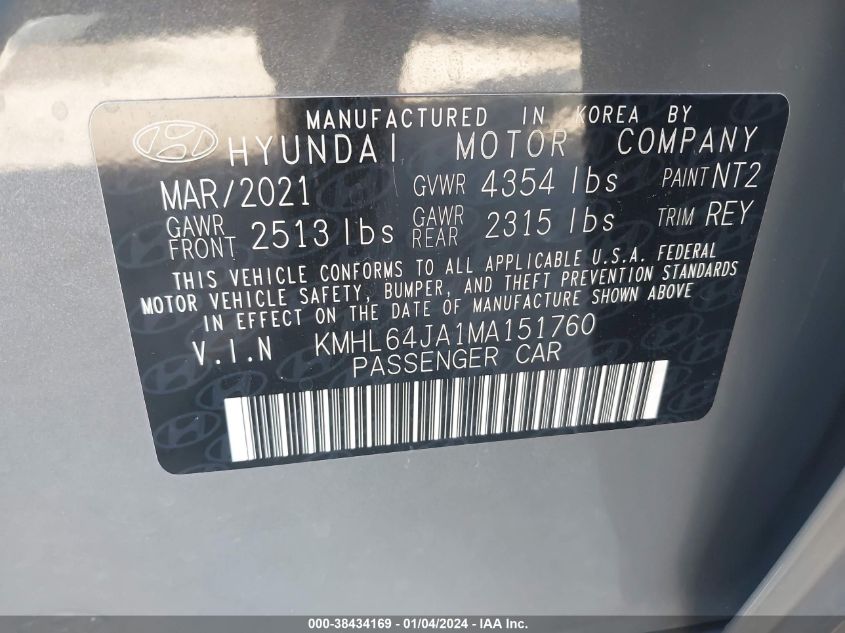 MANUFACTURED IN KOREA BY
HYUNDAI MOTOR COMPANY
MAR/2021 GVWR 4354 lbs PAINT NT2
GAWR FRONT 2513 lbs GAWR REAR 2315 lbs TRIM REY
THIS VEHICLE CONFORMS TO ALL APPLICABLE U.S.A. FEDERAL
MOTOR VEHICLE SAFETY, BUMPER, AND THEFT PREVENTION STANDARDS
IN EFFECT ON THE DATE OF MANUFACTURE SHOWN ABOVE
V.I.N KMHL64JA1MA151760
PASSENGER CAR
000-38434169 - 01/04/2024 - IAA Inc.